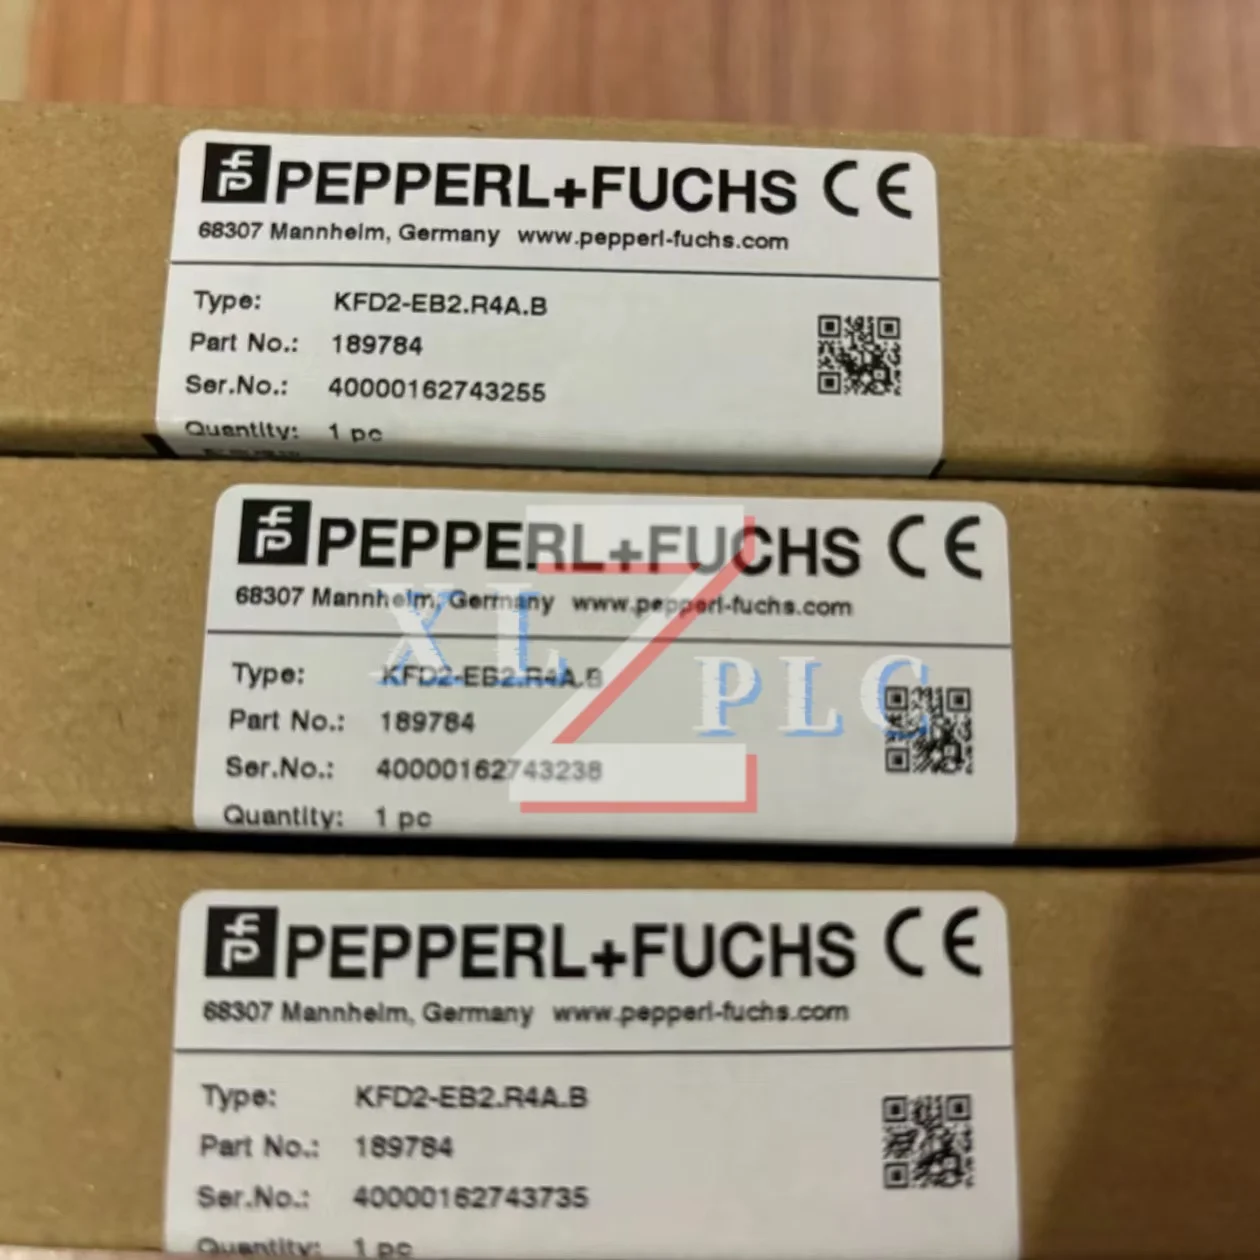 PEPPERL+FUCHS CE
68307 Mannheim, Germany www.pepperl-fuchs.com
Type: KFD2-EB2.R4A.B
Part No.: 189784
Ser.No.: 40000162743255
Quantity: 1 pc
PEPPERL+FUCHS CE
68307 Mannheim, Germany www.pepperl-fuchs.com
Type: KFD2-EB2.R4A.B
Part No.: 189784
Ser.No.: 40000162743238
Quantity: 1 pc
XL Z PLC
PEPPERL+FUCHS CE
68307 Mannheim, Germany www.pepperl-fuchs.com
Type: KFD2-EB2.R4A.B
Part No.: 189784
Ser.No.: 40000162743735
Quantity: 1 pc